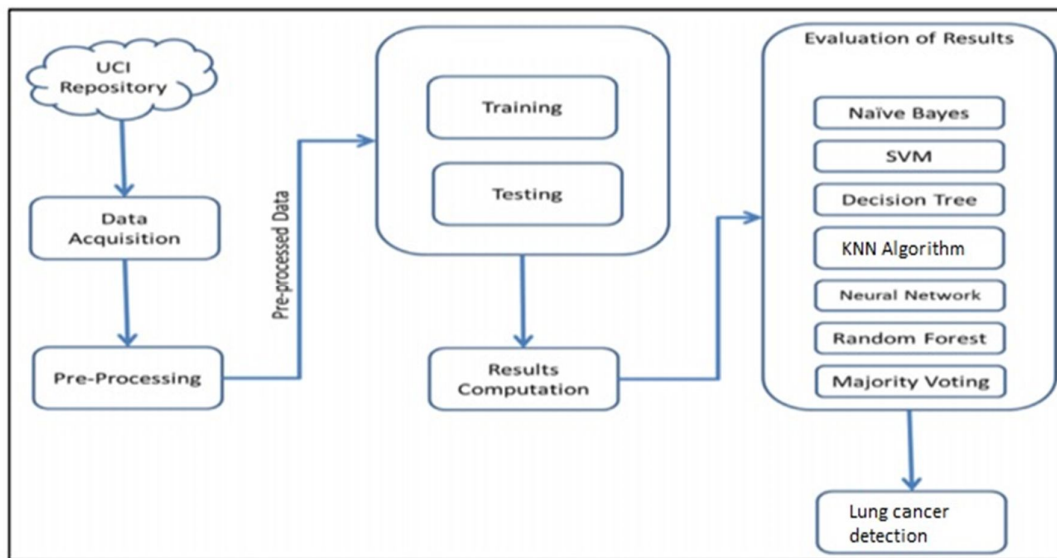 UCI
Repository
Data
Acquisition
Pre-Processing
Pre-processed Data
Training
Testing
Results
Computation
Evaluation of Results
Naïve Bayes
SVM
Decision Tree
KNN Algorithm
Neural Network
Random Forest
Majority Voting
Lung cancer
detection